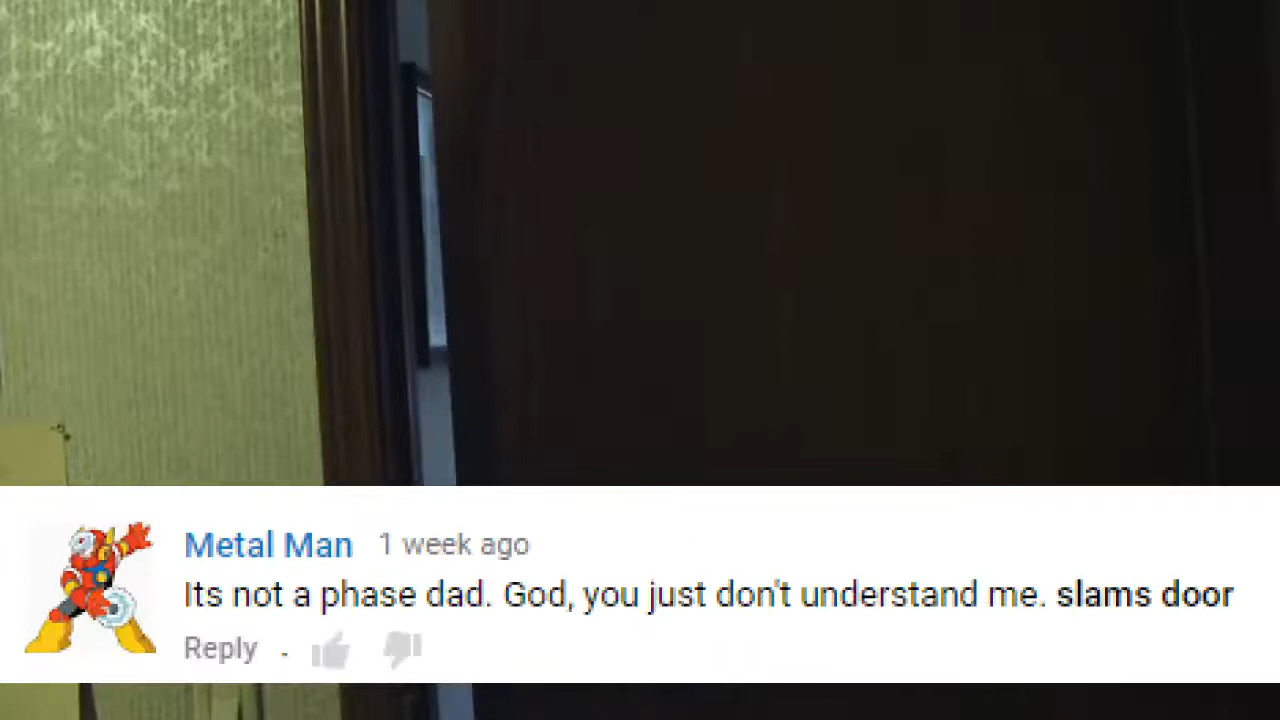 Metal Man 1 week ago
Its not a phase dad. God, you just don't understand me. slams door
Reply